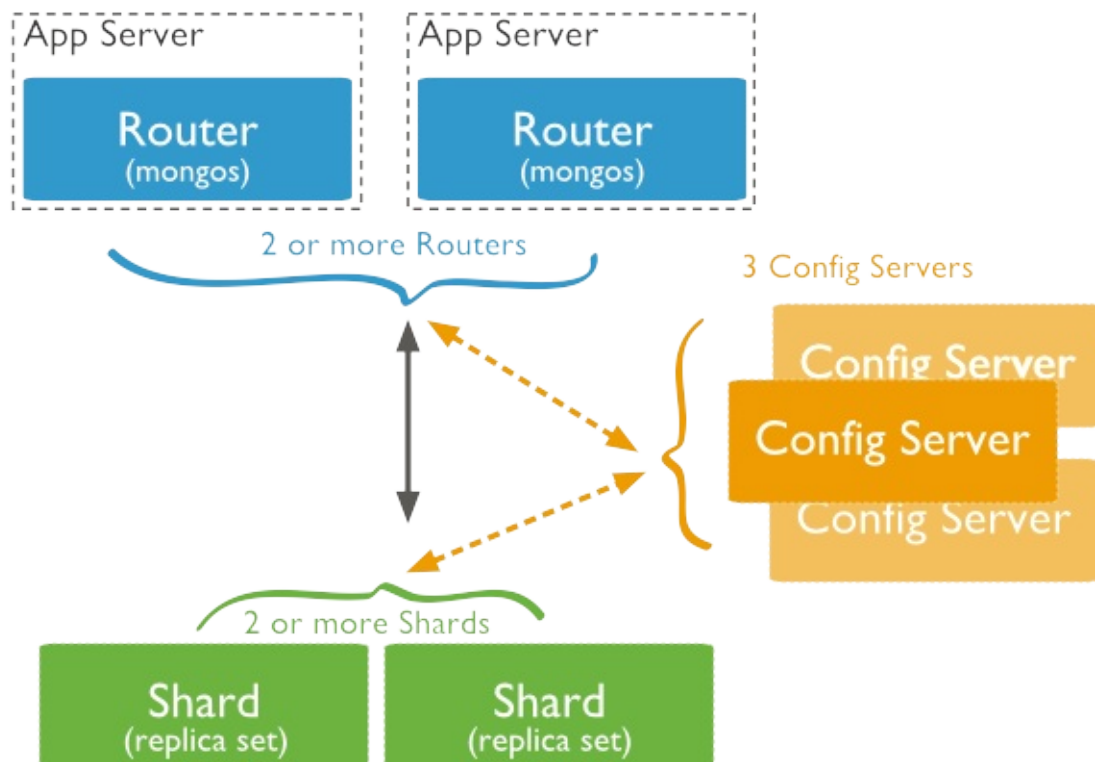 App Server
App Server
Router
(mongos)
Router
(mongos)
2 or more Routers
3 Config Servers
Config Server
Config Server
Config Server
2 or more Shards
Shard
(replica set)
Shard
(replica set)